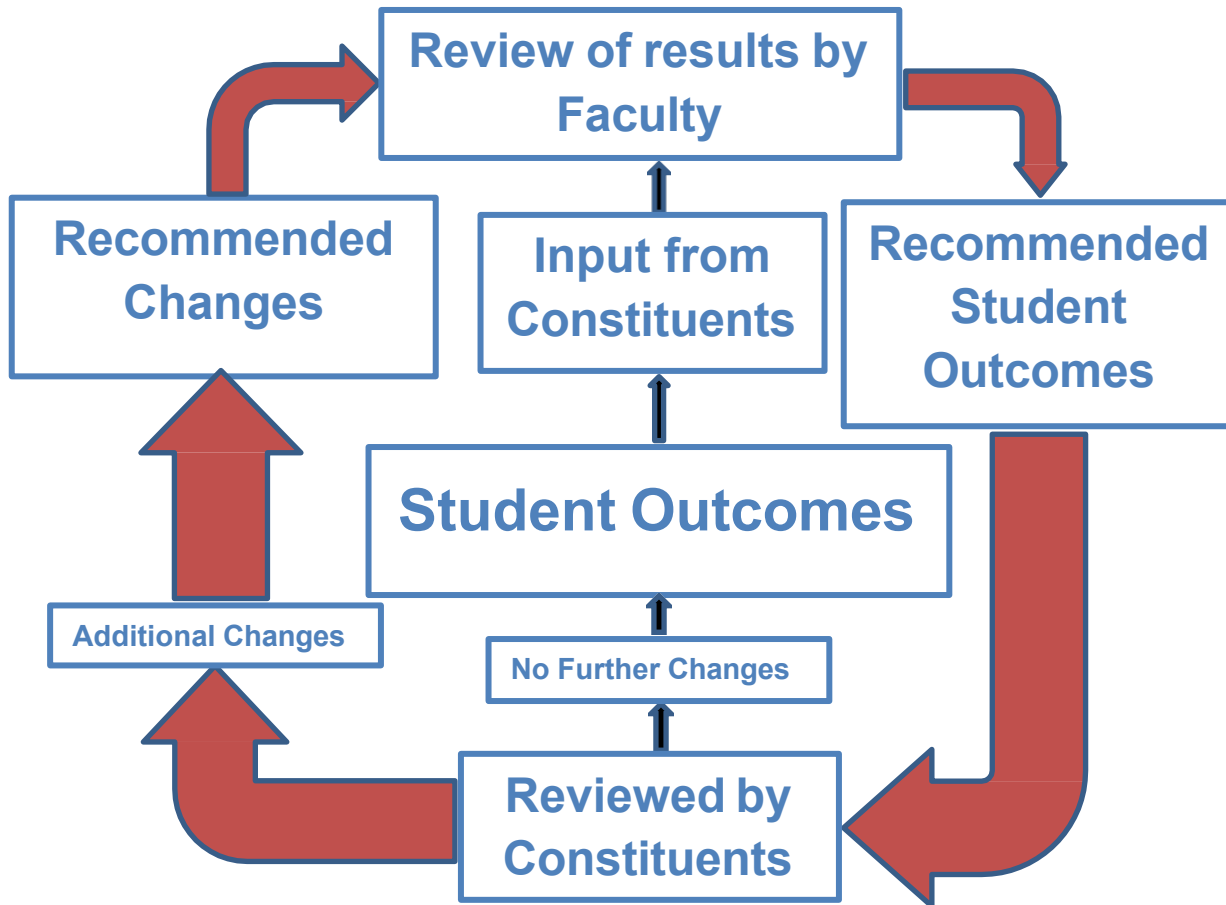 Review of results by
Faculty
Recommended
Changes
Input from
Constituents
Recommended
Student
Outcomes
Student Outcomes
Additional Changes
No Further Changes
Reviewed by
Constituents